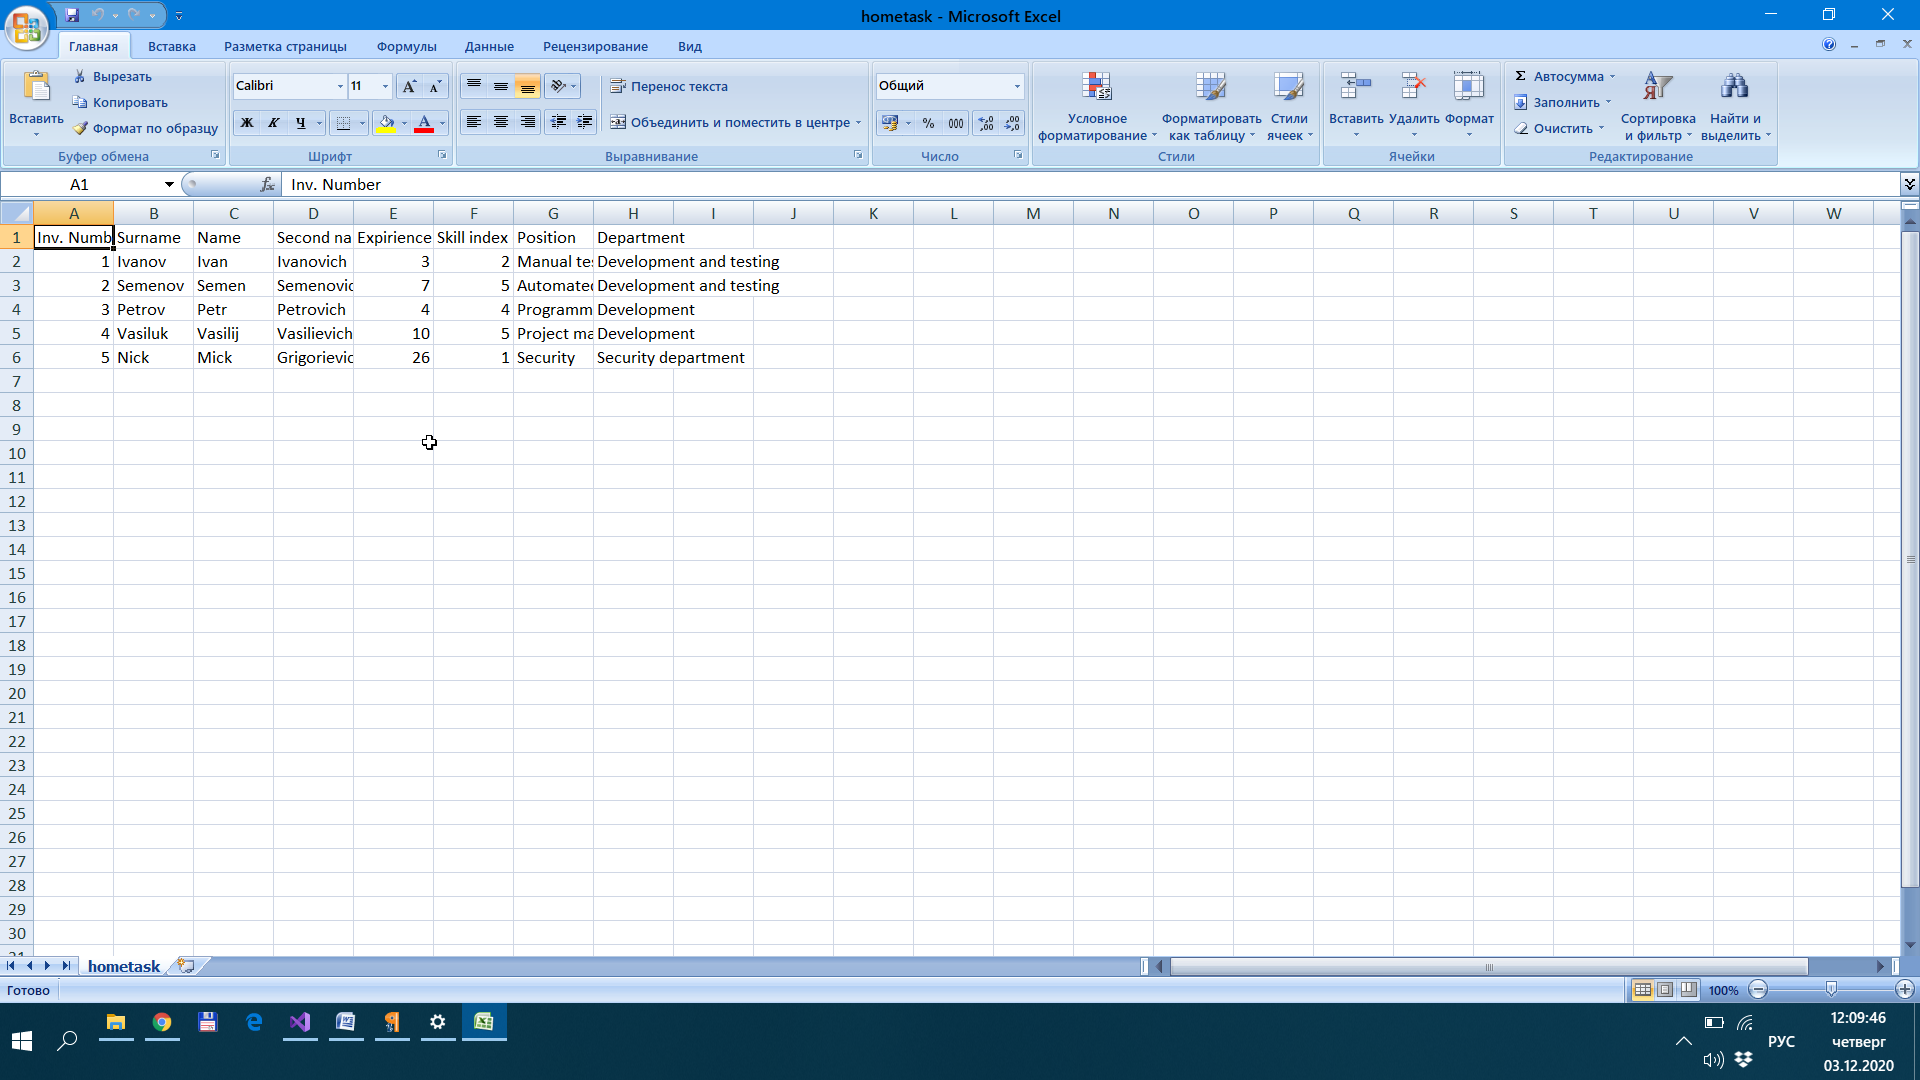 hometask - Microsoft Excel
Главная Вставка Разметка страницы Формулы Данные Рецензирование Вид
Вставить
Вырезать
Копировать
Формат по образцу
Буфер обмена
Calibri 11
Ж К Ч А
Шрифт
Перенос текста
Объединить и поместить в центре
Выравнивание
Общий
% 000
Число
Условное форматирование
Форматировать как таблицу
Стили ячеек
Стили
Вставить Удалить Формат
Ячейки
Σ Автосумма
Заполнить
Очистить
Сортировка и фильтр
Найти и выделить
Редактирование
A1 fx Inv. Number
A B C D E F G H I J K L M N O P Q R S T U V W
1 Inv. Numb Surname Name Second na Expirience Skill index Position Department
2 1 Ivanov Ivan Ivanovich 3 2 Manual tes Development and testing
3 2 Semenov Semen Semenovic 7 5 Automated Development and testing
4 3 Petrov Petr Petrovich 4 4 Programm Development
5 4 Vasiluk Vasilij Vasilievich 10 5 Project ma Development
6 5 Nick Mick Grigorievic 26 1 Security Security department
7
8
9
10
11
12
13
14
15
16
17
18
19
20
21
22
23
24
25
26
27
28
29
30
31
hometask
Готово 100%
РУС
12:09:46
четверг
03.12.2020